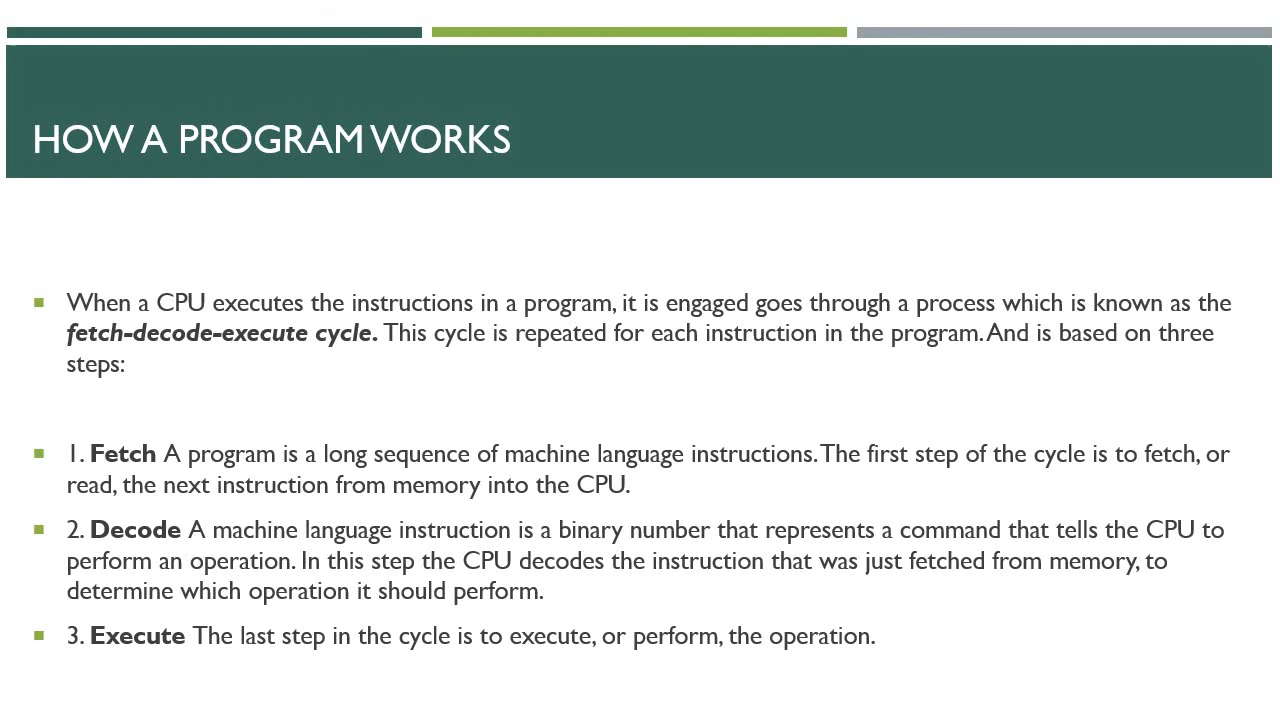 HOW A PROGRAM WORKS
When a CPU executes the instructions in a program, it is engaged goes through a process which is known as the
fetch-decode-execute cycle. This cycle is repeated for each instruction in the program. And is based on three
steps:
1. Fetch A program is a long sequence of machine language instructions. The first step of the cycle is to fetch, or
read, the next instruction from memory into the CPU.
2. Decode A machine language instruction is a binary number that represents a command that tells the CPU to
perform an operation. In this step the CPU decodes the instruction that was just fetched from memory, to
determine which operation it should perform.
3. Execute The last step in the cycle is to execute, or perform, the operation.